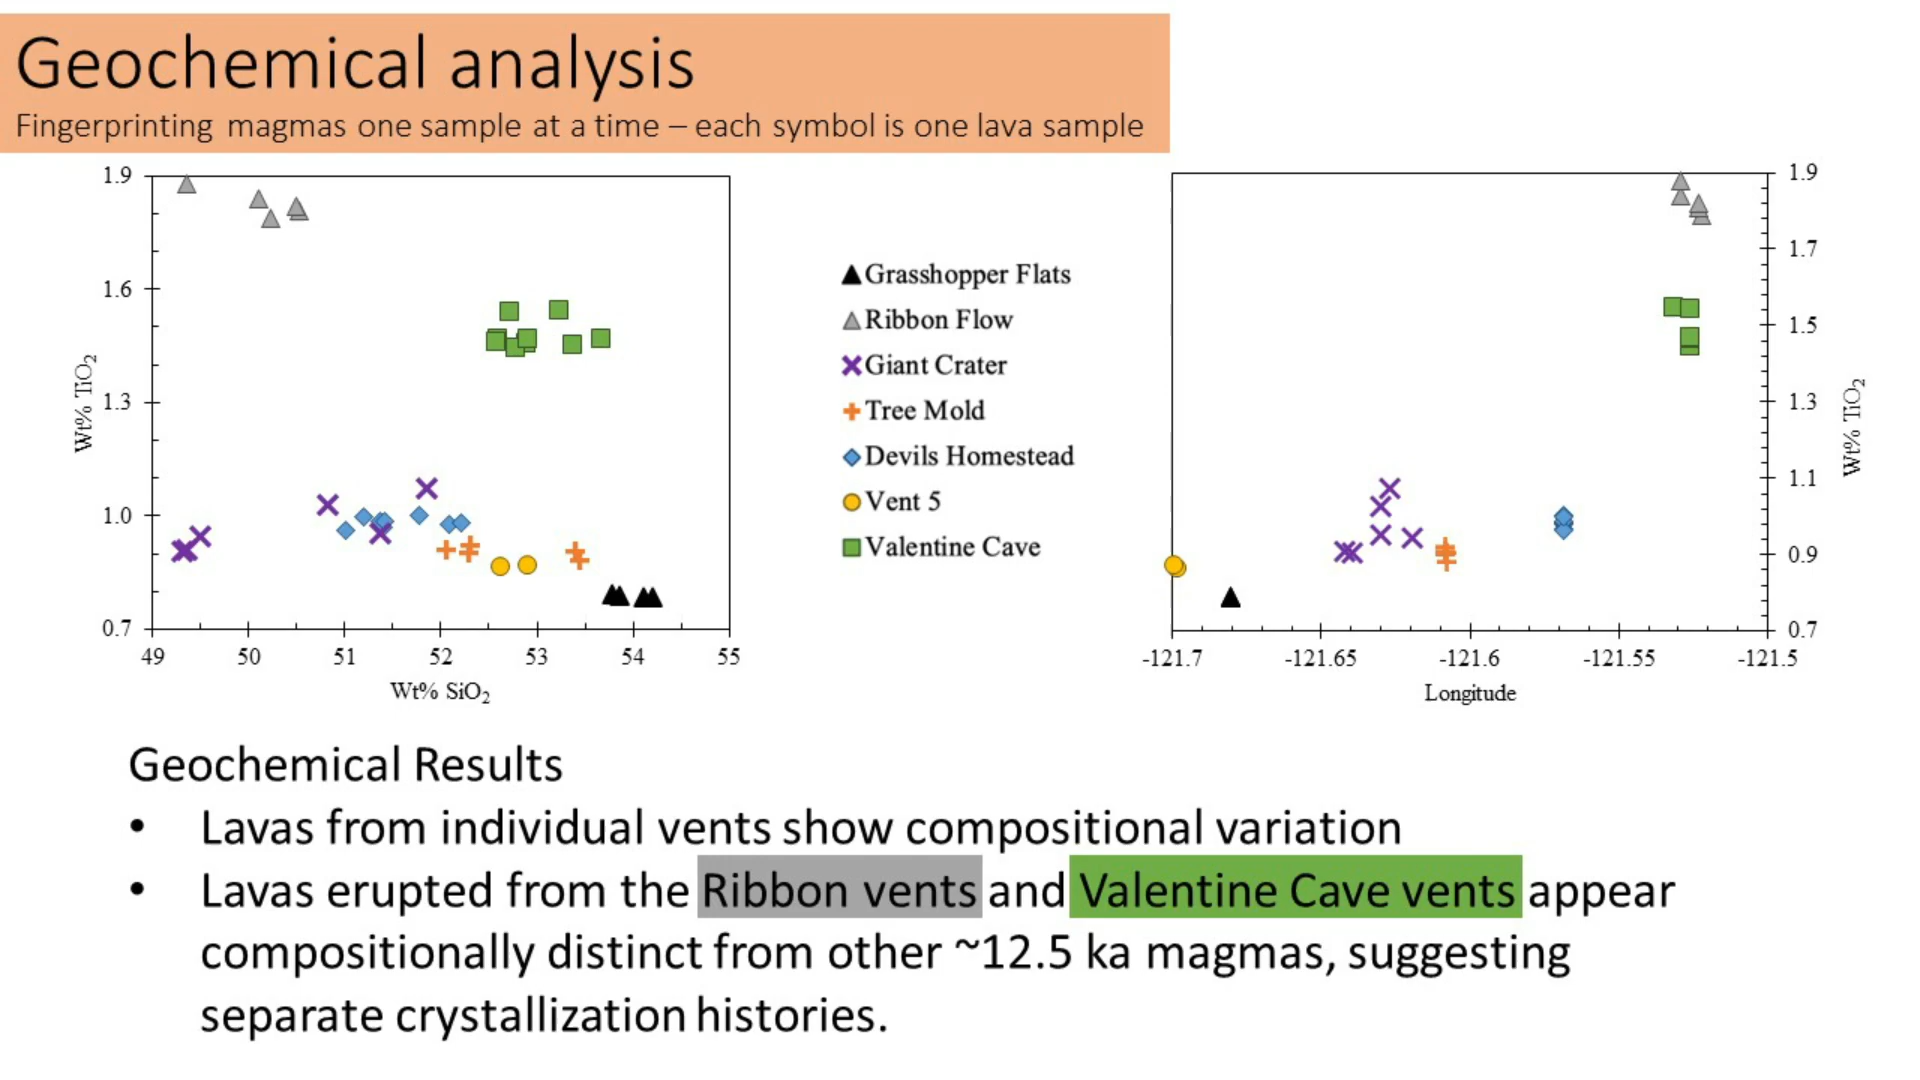 Geochemical analysis
Fingerprinting magmas one sample at a time – each symbol is one lava sample
1.9
1.6
1.3
1.0
0.7
Wt% TiO2
49 50 51 52 53 54 55
Wt% SiO2
Grasshopper Flats
Ribbon Flow
Giant Crater
Tree Mold
Devils Homestead
Vent 5
Valentine Cave
1.9
1.7
1.5
1.3
1.1
0.9
0.7
Wt% TiO2
-121.7 -121.65 -121.6 -121.55 -121.5
Longitude
Geochemical Results
• Lavas from individual vents show compositional variation
• Lavas erupted from the Ribbon vents and Valentine Cave vents appear
compositionally distinct from other ~12.5 ka magmas, suggesting
separate crystallization histories.